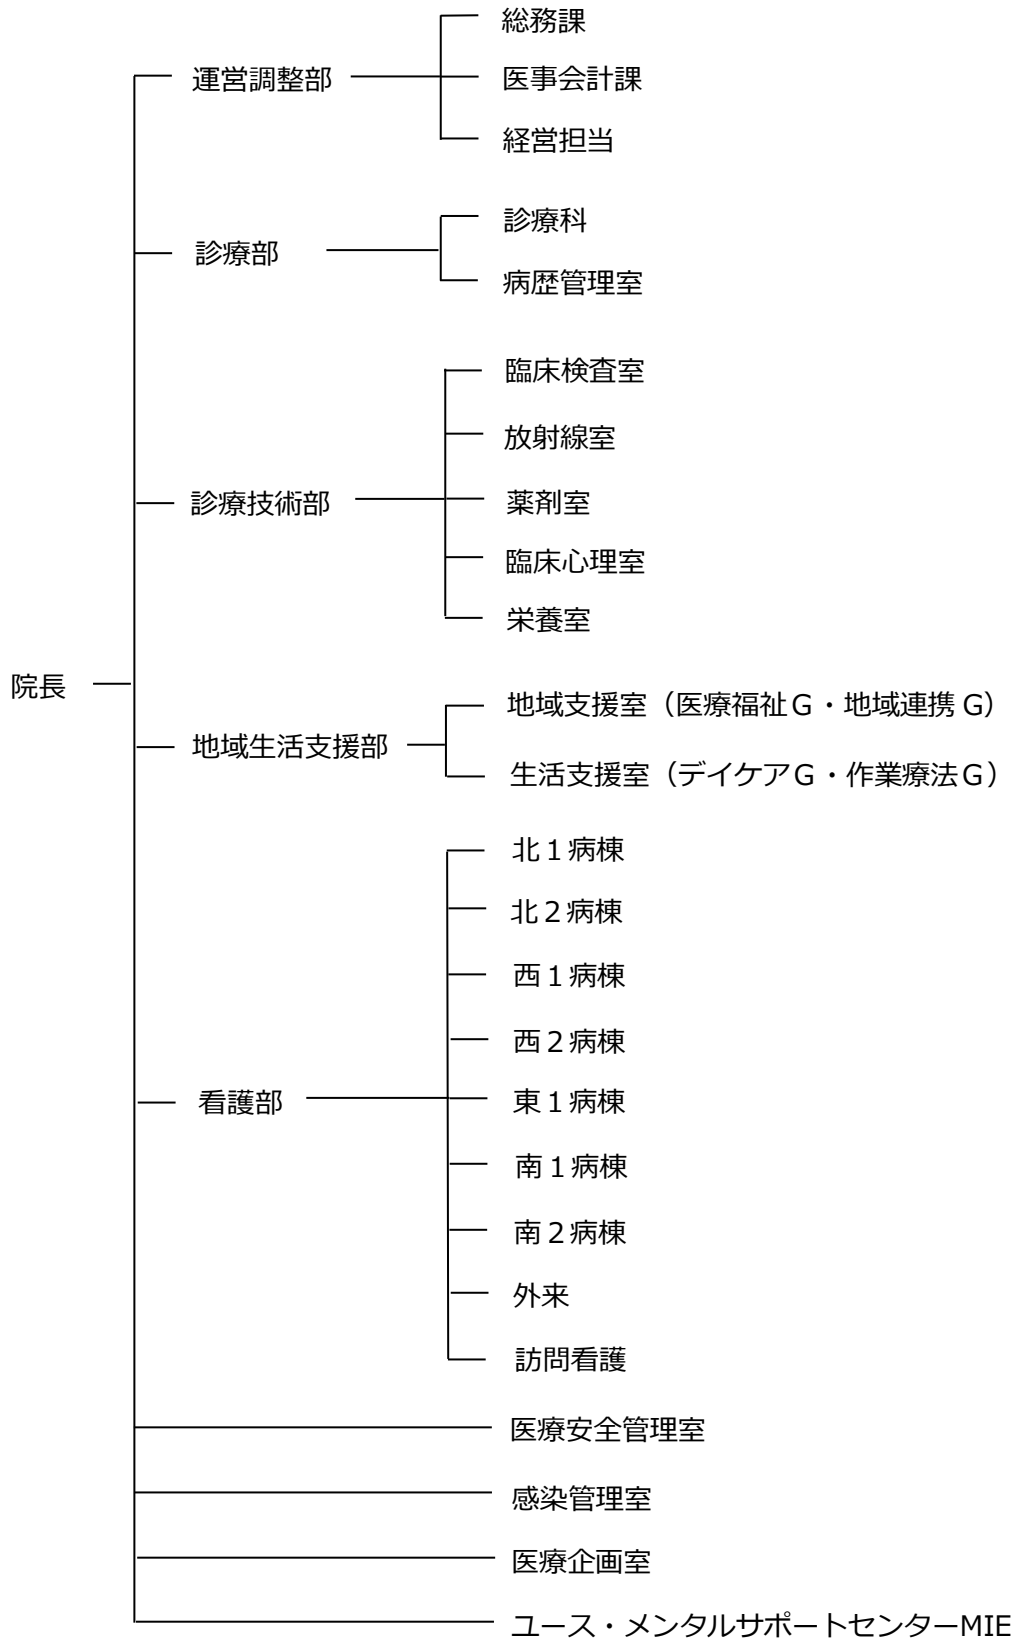 総務課
運営調整部
医事会計課
経営担当
診療科
診療部
病歴管理室
臨床検査室
放射線室
診療技術部
薬剤室
臨床心理室
栄養室
院長
地域支援室（医療福祉Ｇ・地域連携 G）
地域生活支援部
生活支援室（デイケアＧ・作業療法Ｇ）
北１病棟
北２病棟
西１病棟
西２病棟
看護部
東１病棟
南１病棟
南２病棟
外来
訪問看護
医療安全管理室
感染管理室
医療企画室
ユース・メンタルサポートセンターMIE